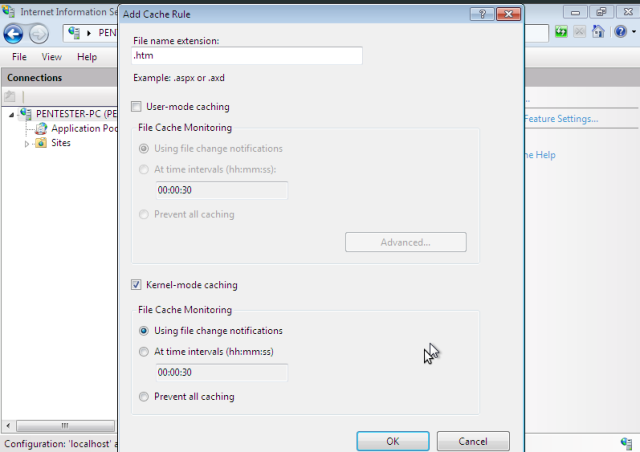 Add Cache Rule
Internet Information Se
PEN
File View Help
Connections
PENTESTER-PC (PE
Application Poo
Sites
File name extension:
.htm
Example: .aspx or .axd
User-mode caching
File Cache Monitoring
Using file change notifications
At time intervals (hh:mm:ss):
00:00:30
Prevent all caching
Advanced...
Kernel-mode caching
File Cache Monitoring
Using file change notifications
At time intervals (hh:mm:ss)
00:00:30
Prevent all caching
OK Cancel
Feature Settings...
ne Help
Configuration: 'localhost' a